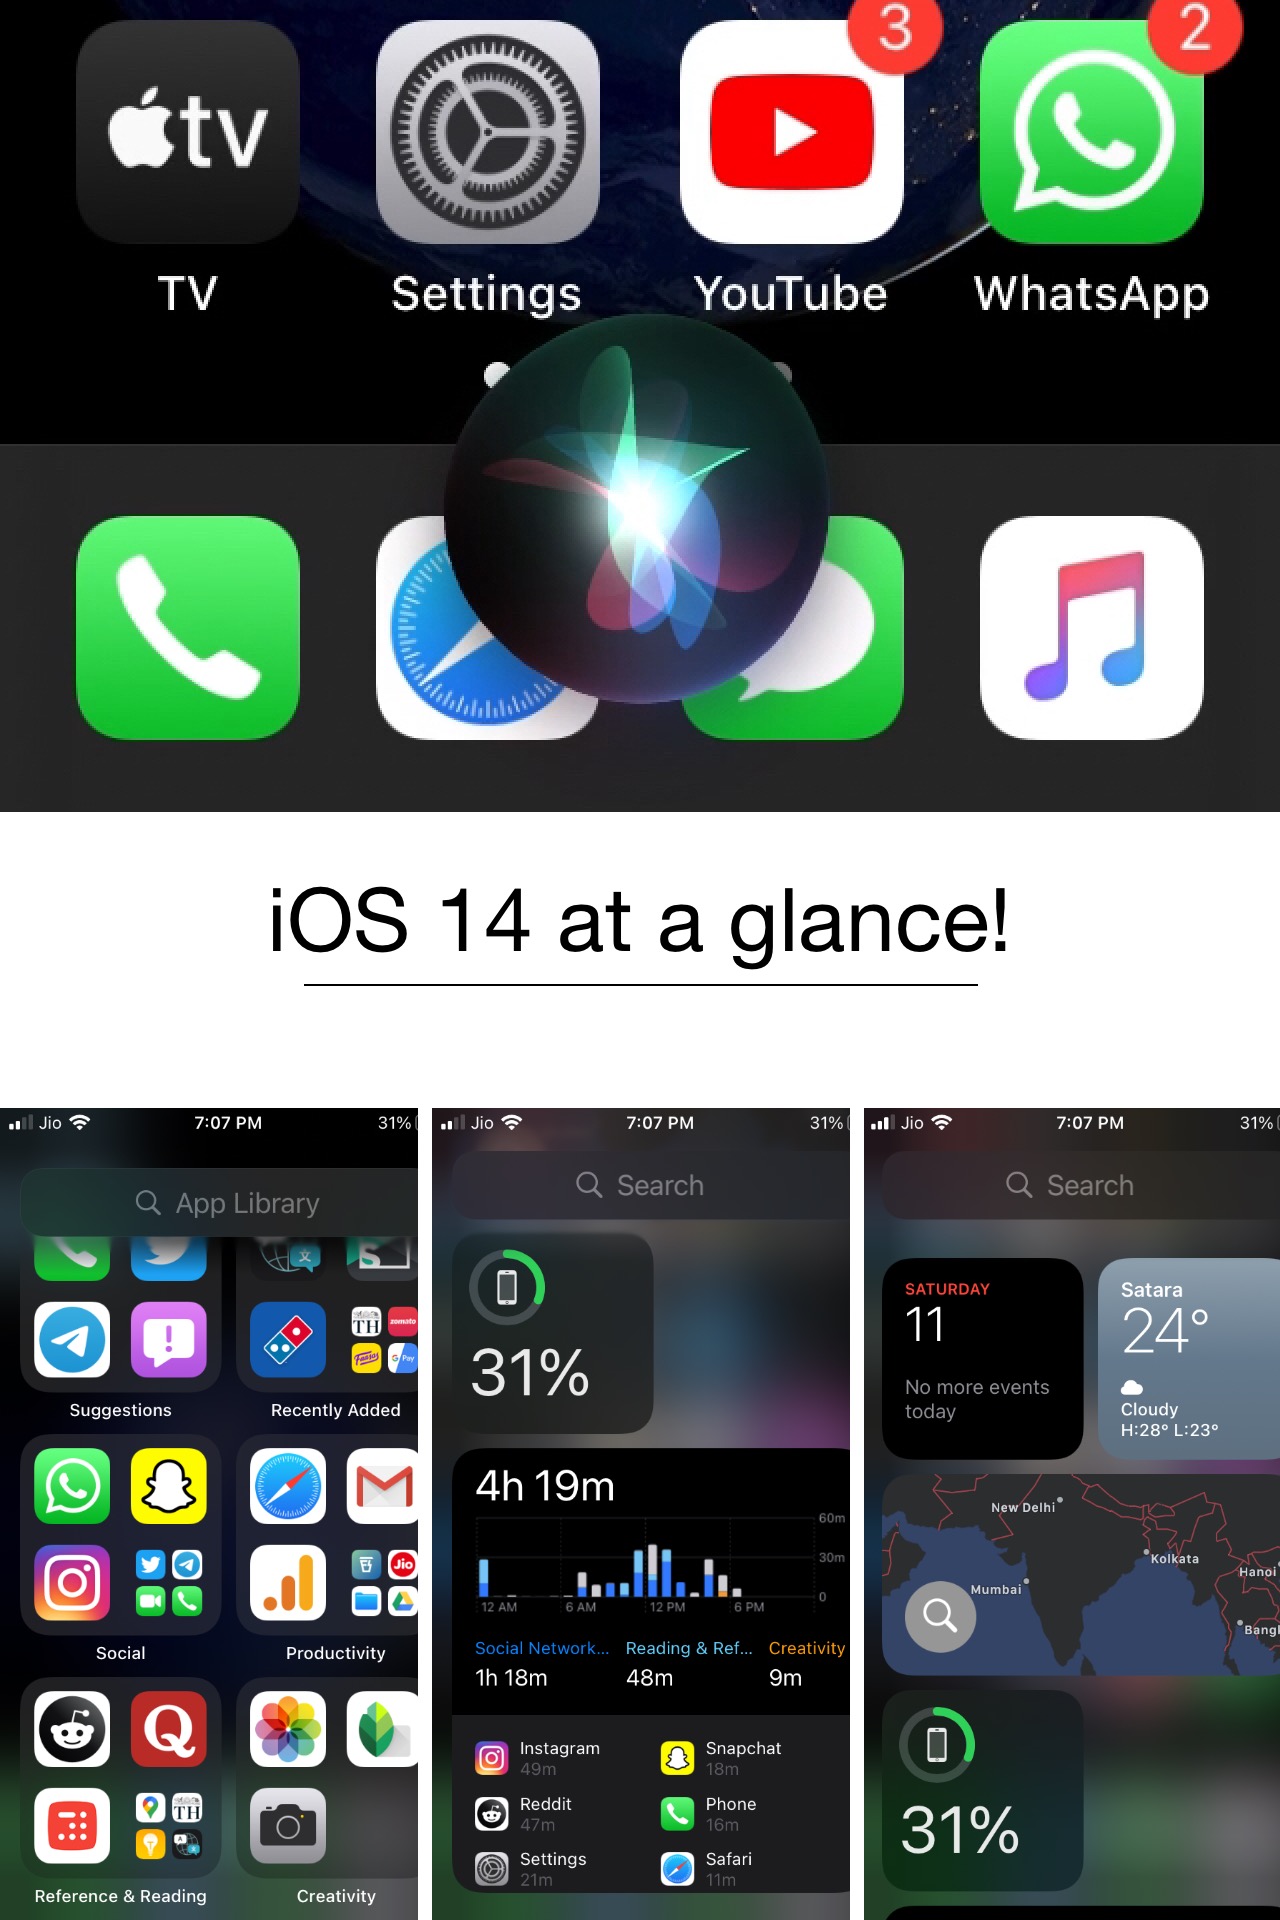 3
2
tv
TV
Settings
YouTube
WhatsApp
iOS 14 at a glance!
Jio
7:07 PM
31%
App Library
TH
zomato
Faasos
G Pay
Suggestions
Recently Added
Jio
Social
Productivity
Q
TH
Reference & Reading
Creativity
Jio
7:07 PM
31%
Search
31%
4h 19m
60m
30m
0
12 AM
6 AM
12 PM
6 PM
Social Network...
Reading & Ref...
Creativity
1h 18m
48m
9m
Instagram
49m
Snapchat
18m
Reddit
47m
Phone
16m
Settings
21m
Safari
11m
Jio
7:07 PM
31%
Search
SATURDAY
11
No more events
today
Satara
24°
Cloudy
H:28° L:23°
New Delhi
Kolkata
Hanoi
Mumbai
Bangk
31%